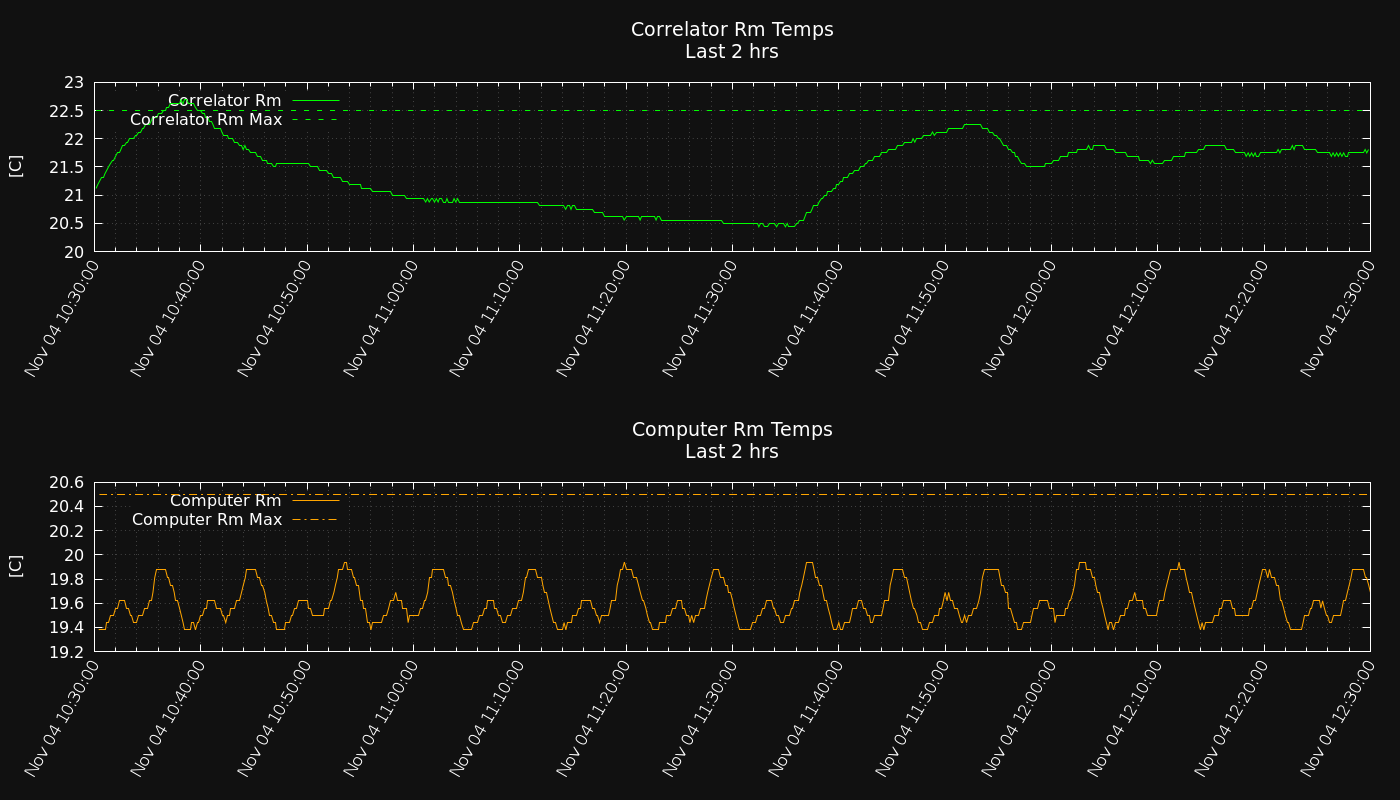 Correlator Rm Temps
Last 2 hrs
23
22.5
22
21.5
21
20.5
20
[C]
Correlator Rm
Correlator Rm Max
Nov 04 10:30:00
Nov 04 10:40:00
Nov 04 10:50:00
Nov 04 11:00:00
Nov 04 11:10:00
Nov 04 11:20:00
Nov 04 11:30:00
Nov 04 11:40:00
Nov 04 11:50:00
Nov 04 12:00:00
Nov 04 12:10:00
Nov 04 12:20:00
Nov 04 12:30:00
Computer Rm Temps
Last 2 hrs
20.6
20.4
20.2
20
19.8
19.6
19.4
19.2
[C]
Computer Rm
Computer Rm Max
Nov 04 10:30:00
Nov 04 10:40:00
Nov 04 10:50:00
Nov 04 11:00:00
Nov 04 11:10:00
Nov 04 11:20:00
Nov 04 11:30:00
Nov 04 11:40:00
Nov 04 11:50:00
Nov 04 12:00:00
Nov 04 12:10:00
Nov 04 12:20:00
Nov 04 12:30:00